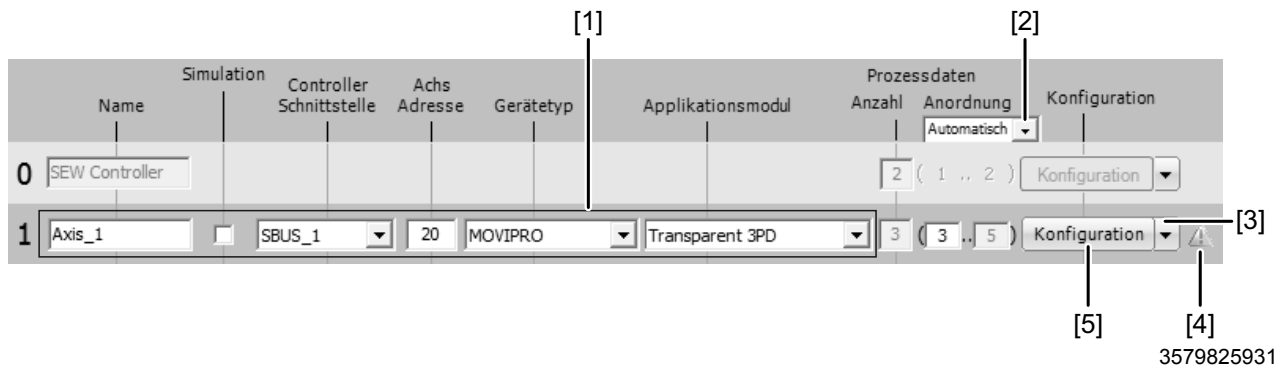 [1] [2]
Simulation Prozessdaten
Controller Achs
Name Schnittstelle Adresse Gerätetyp Applikationsmodul Anzahl Anordnung Konfiguration
Automatisch
0 SEW Controller 2 ( 1 .. 2 ) Konfiguration
1 Axis_1 SBUS_1 20 MOVIPRO Transparent 3PD 3 ( 3 .. 5 ) Konfiguration [3]
[5] [4]
3579825931